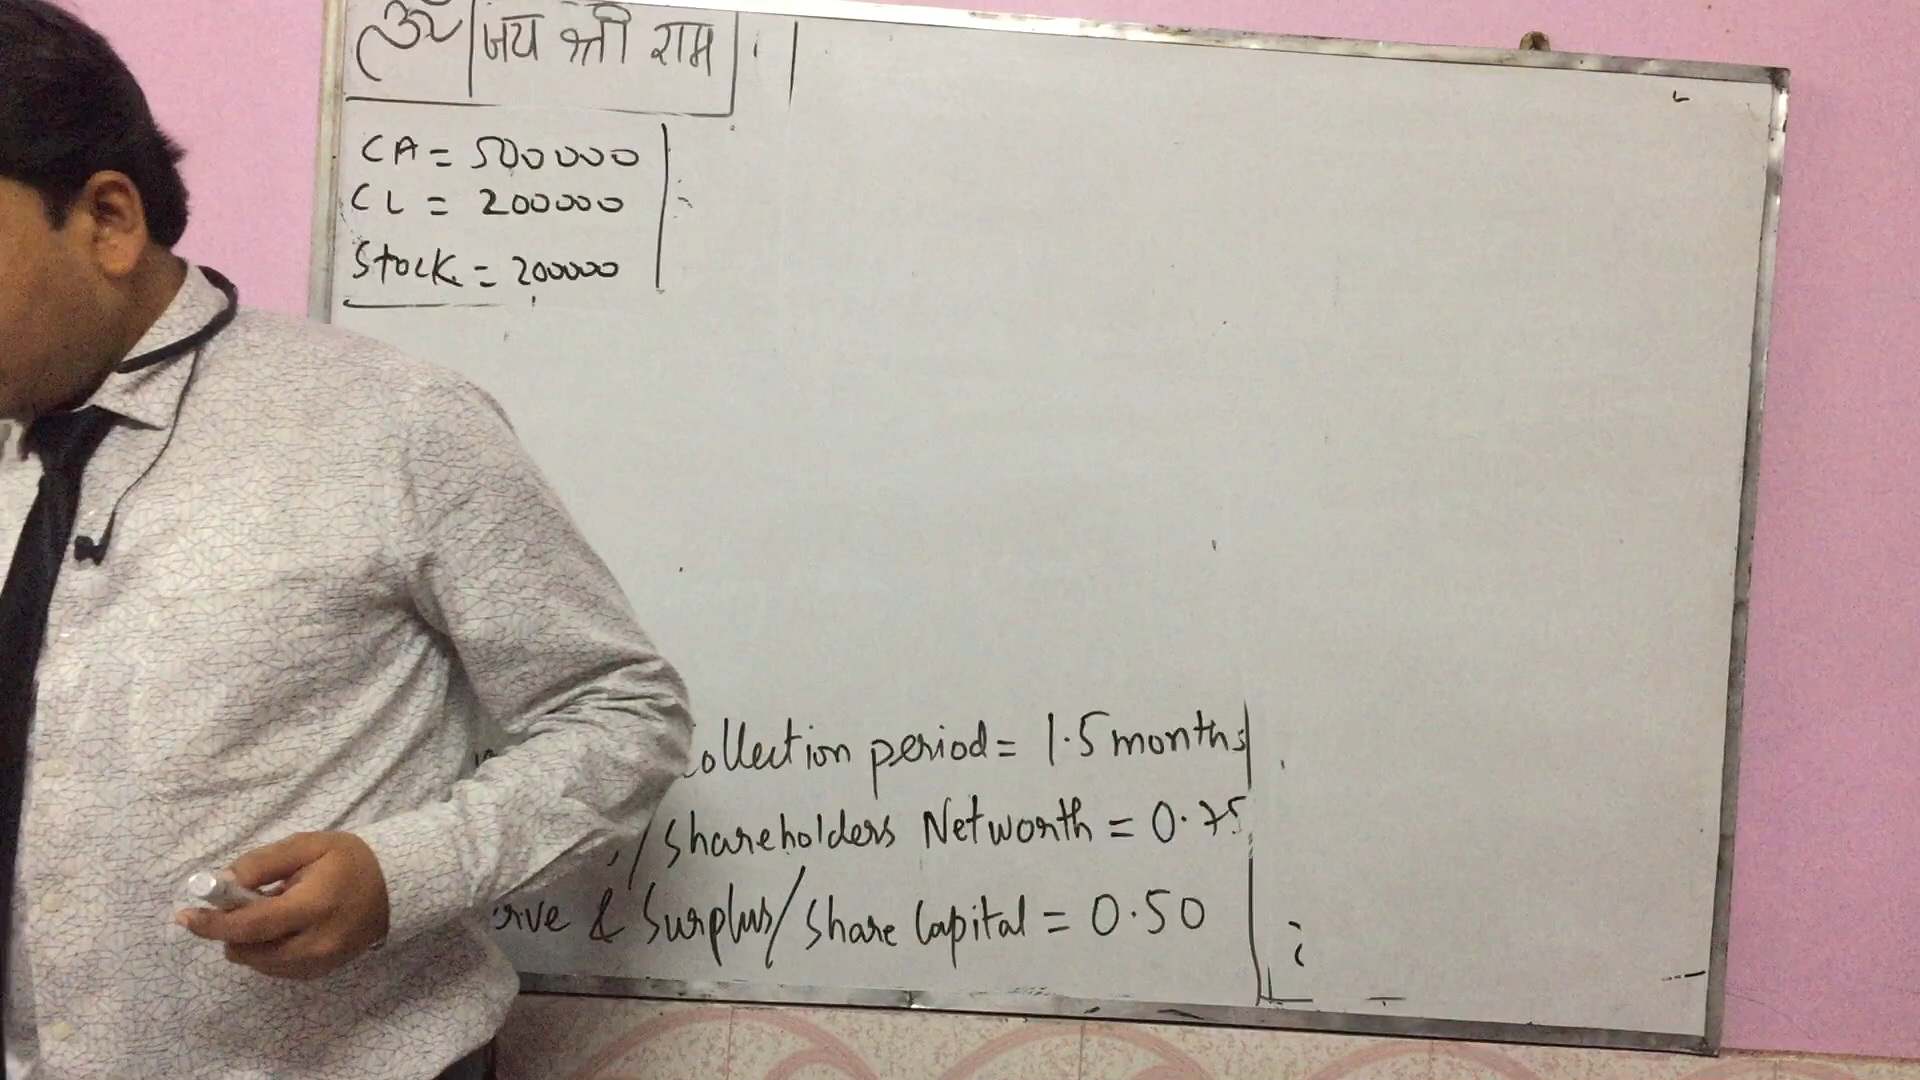 ॐ जय श्री राम
CA = 500000
CL = 200000
Stock = 200000
ollection period = 1.5 months
/ Shareholders Networth = 0.75
rve & Surplus / Share Capital = 0.50